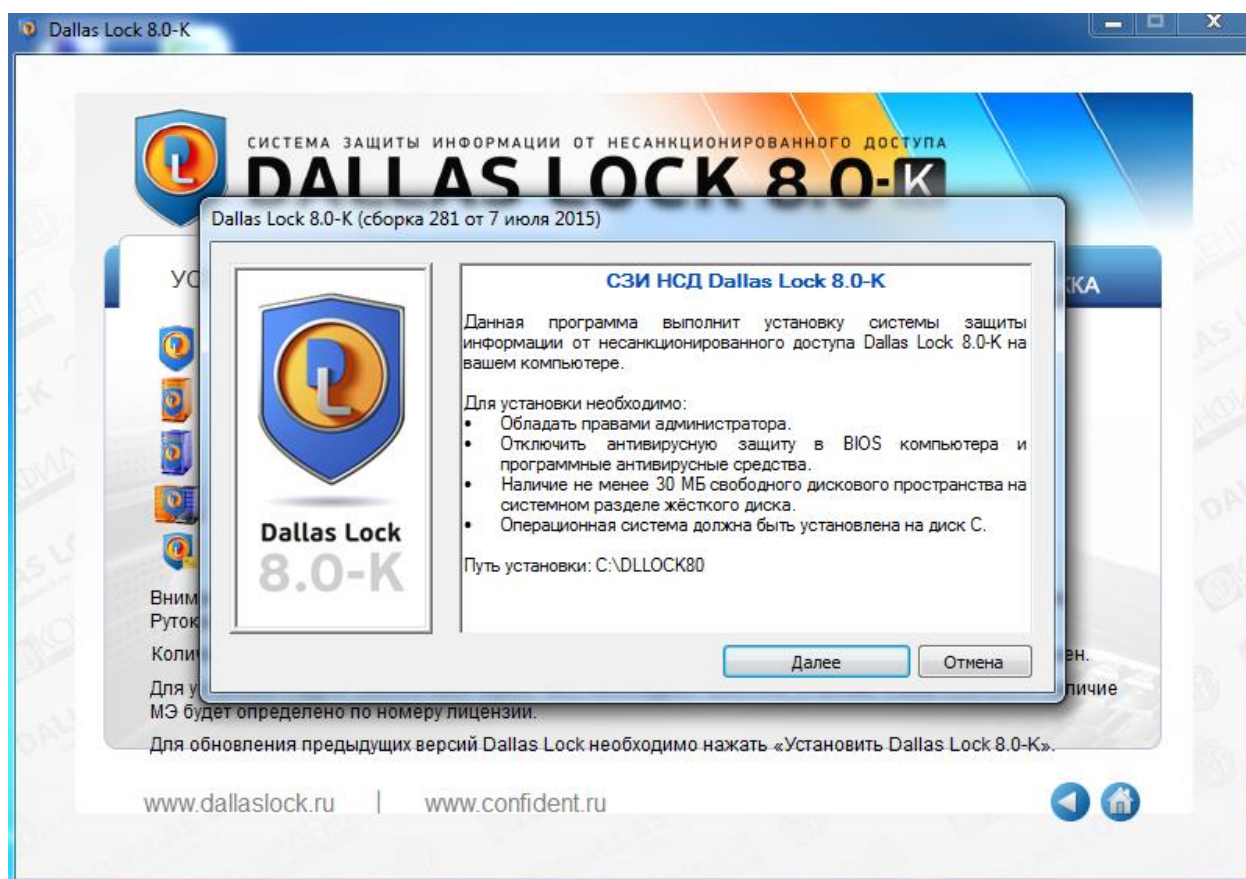 Dallas Lock 8.0-K
СИСТЕМА ЗАЩИТЫ ИНФОРМАЦИИ ОТ НЕСАНКЦИОНИРОВАННОГО ДОСТУПА
DALLAS LOCK 8.0-K
Dallas Lock 8.0-K (сборка 281 от 7 июля 2015)
СЗИ НСД Dallas Lock 8.0-K
Данная программа выполнит установку системы защиты
информации от несанкционированного доступа Dallas Lock 8.0-K на
вашем компьютере.
Для установки необходимо:
• Обладать правами администратора.
• Отключить антивирусную защиту в BIOS компьютера и
программные антивирусные средства.
• Наличие не менее 30 МБ свободного дискового пространства на
системном разделе жёсткого диска.
• Операционная система должна быть установлена на диск C.
Путь установки: C:\DLLOCK80
Dallas Lock
8.0-K
Далее
Отмена
МЭ будет определено по номеру лицензии.
Для обновления предыдущих версий Dallas Lock необходимо нажать «Установить Dallas Lock 8.0-K».
www.dallaslock.ru | www.confident.ru